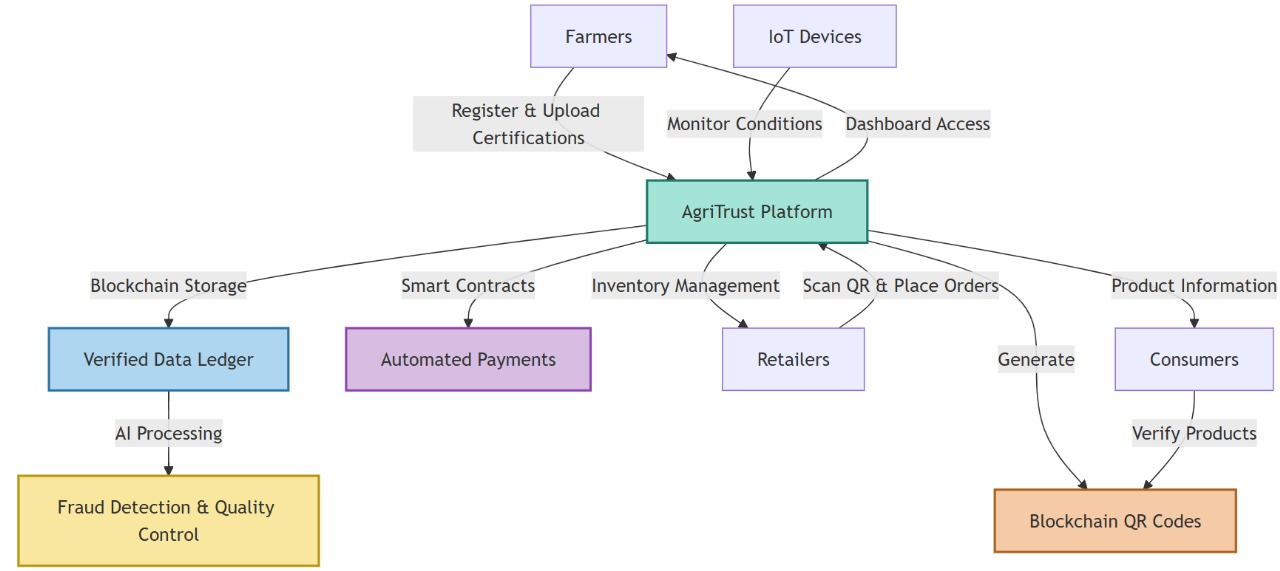 Farmers
IoT Devices
Register & Upload
Certifications
Monitor Conditions
Dashboard Access
AgriTrust Platform
Blockchain Storage
Smart Contracts
Inventory Management
Scan QR & Place Orders
Product Information
Verified Data Ledger
Automated Payments
Retailers
Generate
Consumers
AI Processing
Verify Products
Fraud Detection & Quality
Control
Blockchain QR Codes